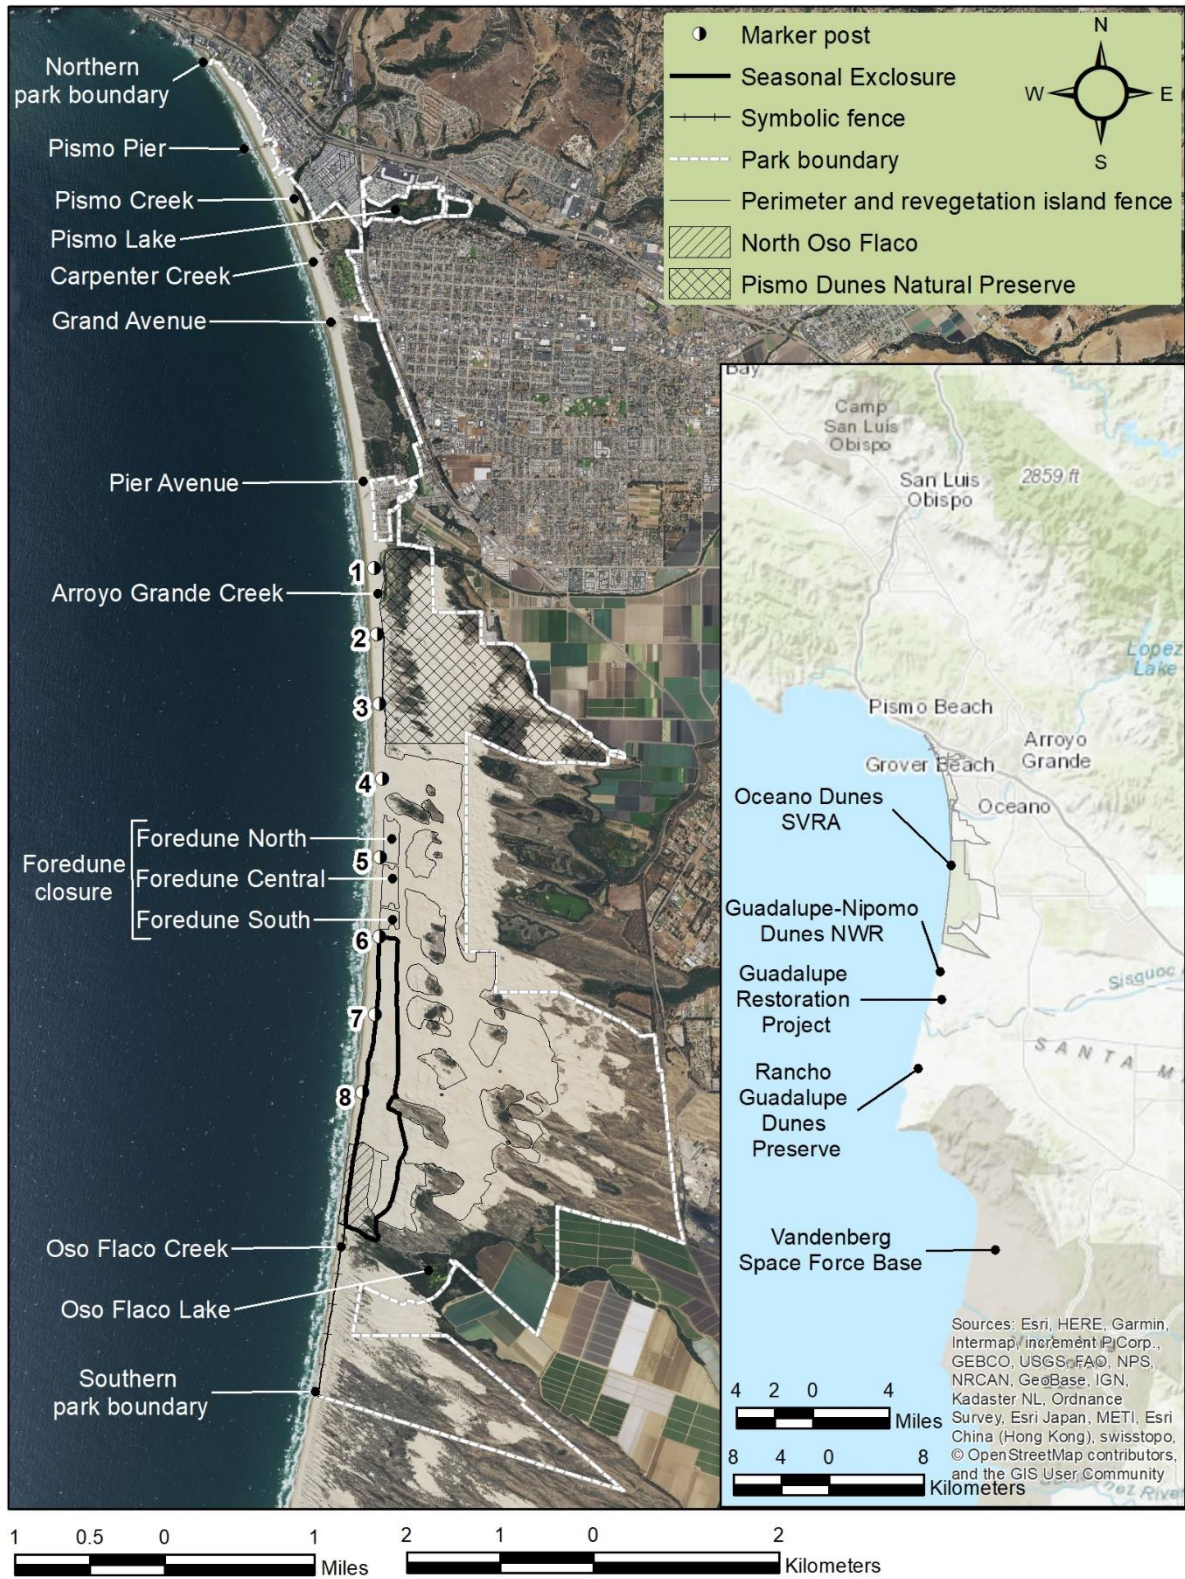 Northern
park boundary
Pismo Pier
Pismo Creek
Pismo Lake
Carpenter Creek
Grand Avenue
Pier Avenue
1
Arroyo Grande Creek
2
3
4
Foredune
closure
Foredune North
5
Foredune Central
Foredune South
6
7
8
Oso Flaco Creek
Oso Flaco Lake
Southern
park boundary
Marker post
Seasonal Exclosure
Symbolic fence
Park boundary
Perimeter and revegetation island fence
North Oso Flaco
Pismo Dunes Natural Preserve
N
W E
S
Bay
Camp
San Luis
Obispo
San Luis
Obispo
2859 ft
Lopez
Lake
Pismo Beach
Arroyo
Grande
Grover Beach
Oceano
Oceano Dunes
SVRA
Guadalupe-Nipomo
Dunes NWR
Sisquoc
Guadalupe
Restoration
Project
SANTA M
Rancho
Guadalupe
Dunes
Preserve
Vandenberg
Space Force Base
Sources: Esri, HERE, Garmin,
Intermap, increment P Corp.,
GEBCO, USGS, FAO, NPS,
NRCAN, GeoBase, IGN,
Kadaster NL, Ordnance
Survey, Esri Japan, METI, Esri
China (Hong Kong), swisstopo,
© OpenStreetMap contributors,
and the GIS User Community
4 2 0 4
Miles
8 4 0 8
Kilometers
1 0.5 0 1
Miles
2 1 0 2
Kilometers